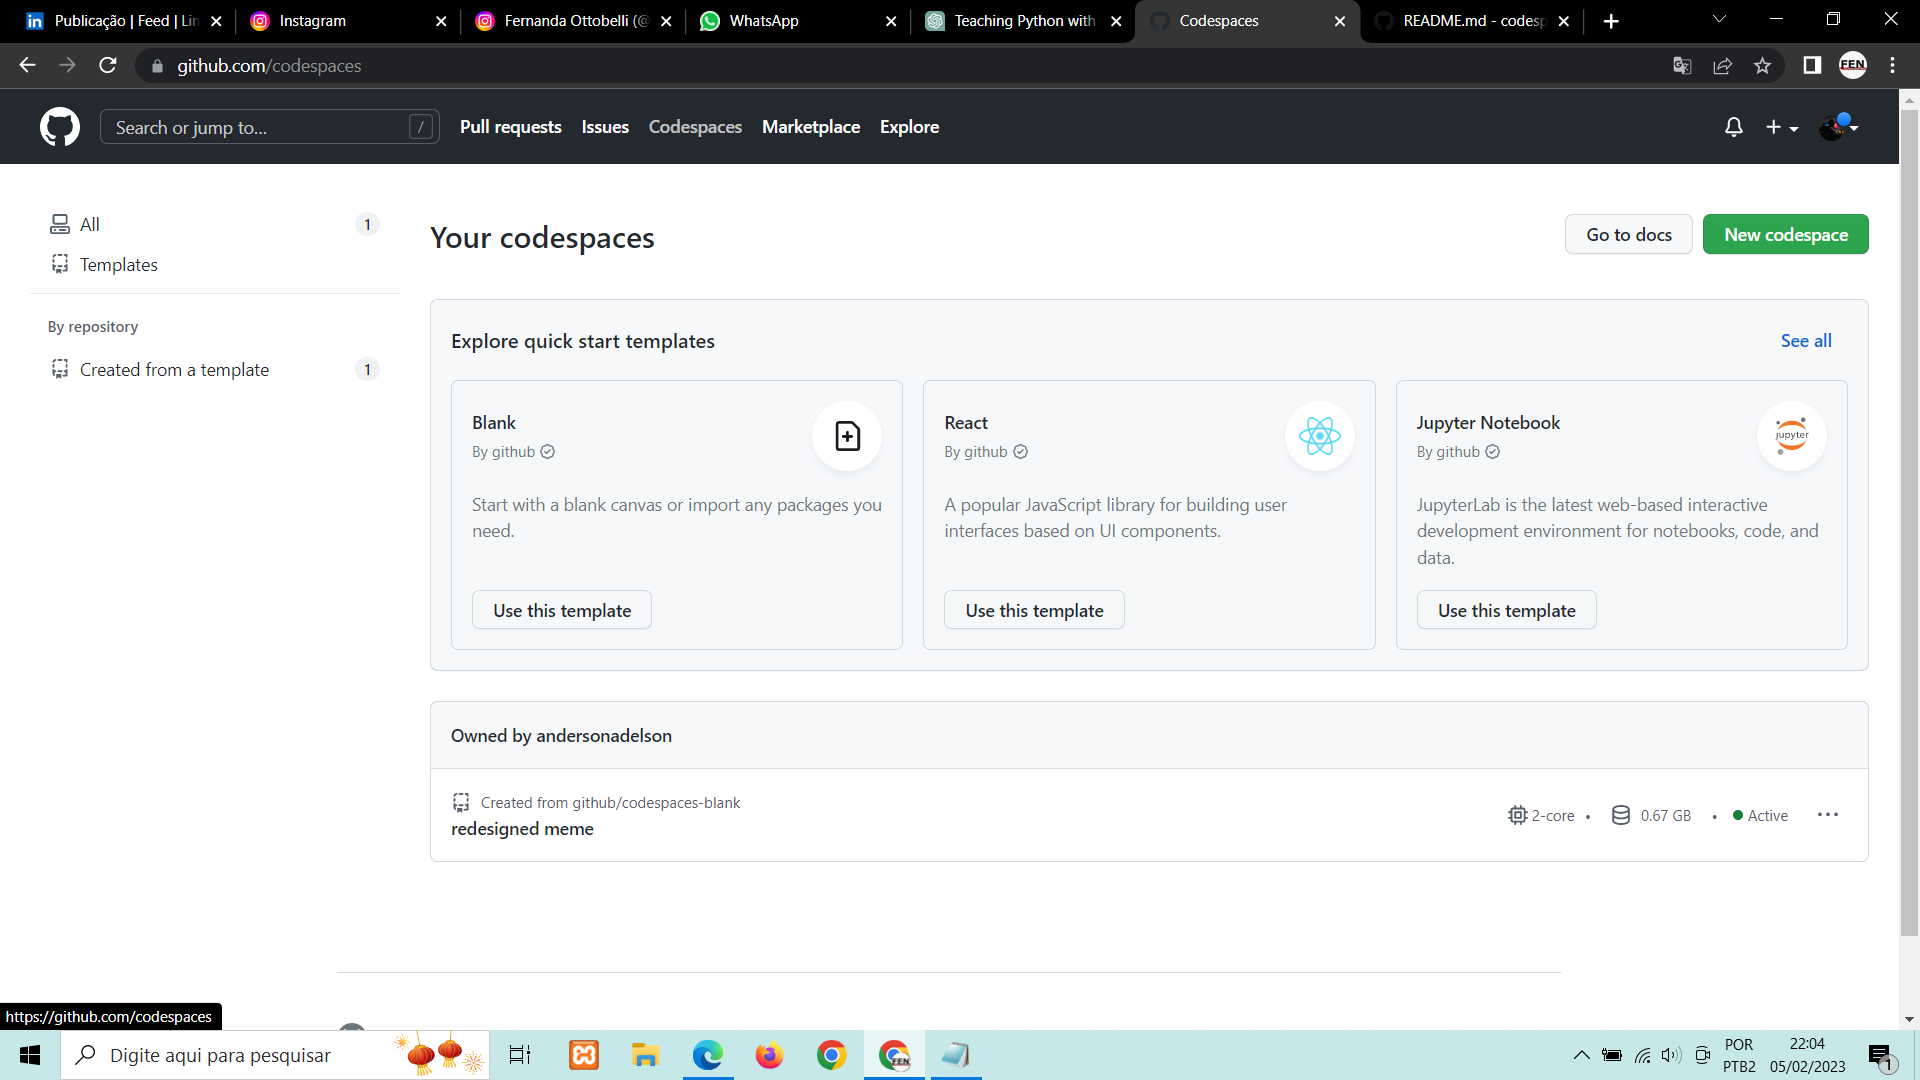 Publicação | Feed | Lin
Instagram
Fernanda Ottobelli (@
WhatsApp
Teaching Python with
Codespaces
README.md - codesp
github.com/codespaces
FEN
Search or jump to...
/
Pull requests
Issues
Codespaces
Marketplace
Explore
All
1
Templates
By repository
Created from a template
1
Your codespaces
Go to docs
New codespace
Explore quick start templates
See all
Blank
By github
Start with a blank canvas or import any packages you
need.
Use this template
React
By github
A popular JavaScript library for building user
interfaces based on UI components.
Use this template
Jupyter Notebook
By github
jupyter
JupyterLab is the latest web-based interactive
development environment for notebooks, code, and
data.
Use this template
Owned by andersonadelson
Created from github/codespaces-blank
redesigned meme
2-core • 0.67 GB • Active
https://github.com/codespaces
Digite aqui para pesquisar
FEN
POR
PTB2
22:04
05/02/2023
1